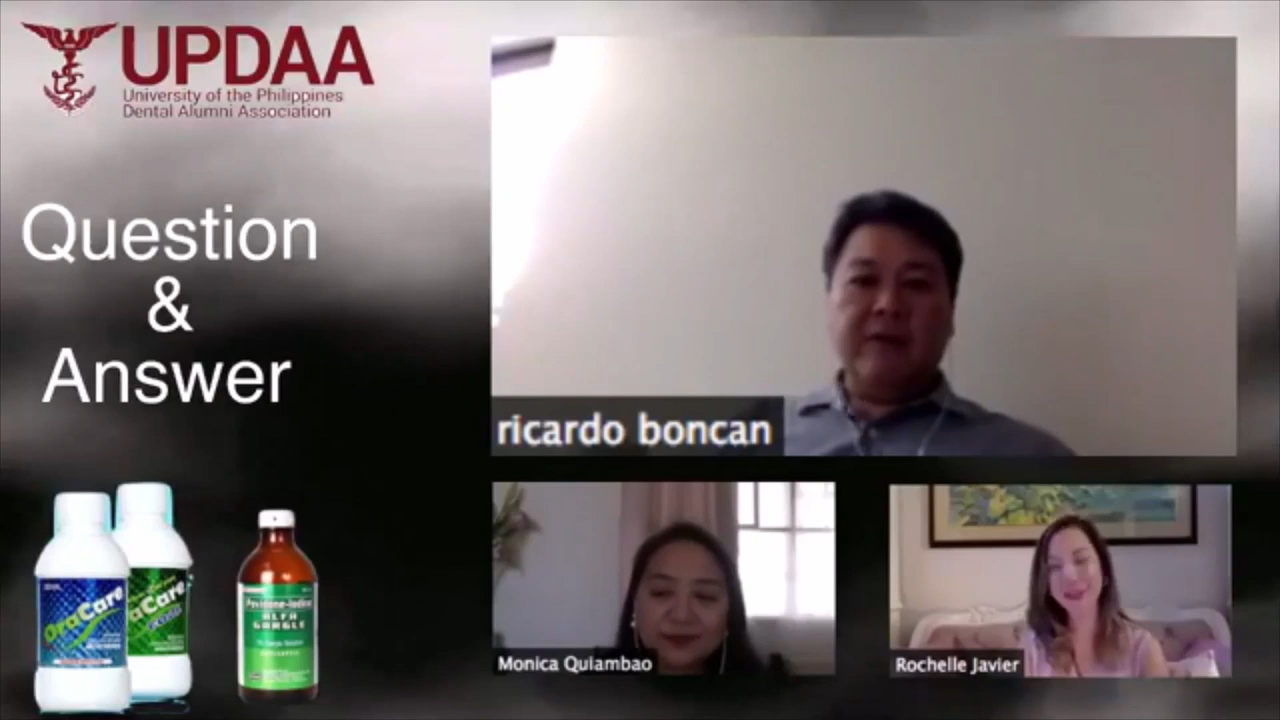 UPDAA
University of the Philippines
Dental Alumni Association
Question
&
Answer
ricardo boncan
Monica Quiambao
Rochelle Javier
OraCare
aCare
Povidone-Iodine
ALFA
GARGLE